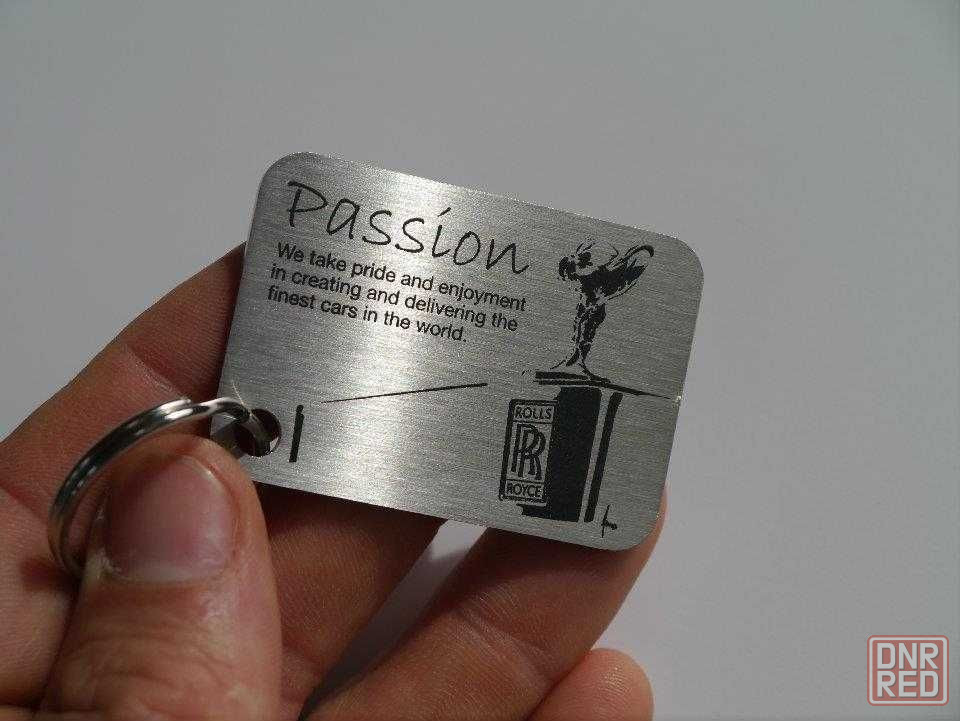 Passion
We take pride and enjoyment
in creating and delivering the
finest cars in the world.
ROLLS
RR
ROYCE
DNR
RED